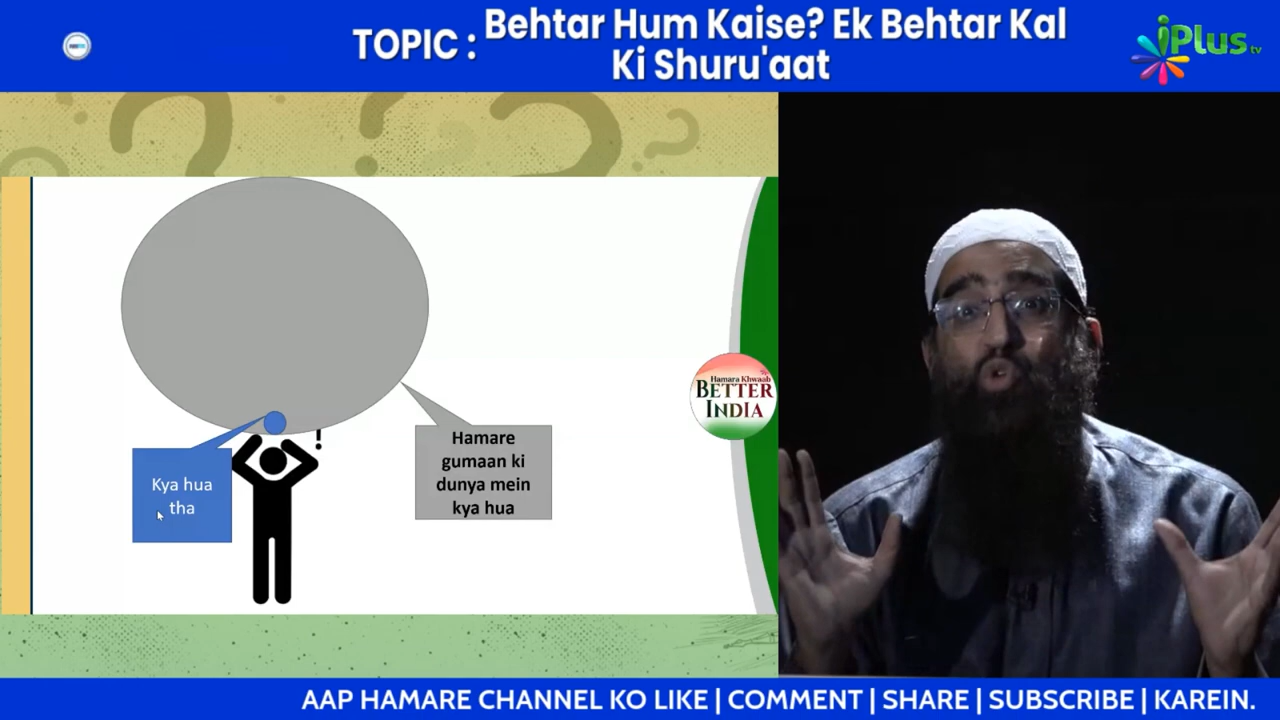 TOPIC : Behtar Hum Kaise? Ek Behtar Kal
Ki Shuru'aat
iPlus tv
Hamara Khwaab
BETTER
INDIA
!
Hamare
gumaan ki
dunya mein
kya hua
Kya hua
tha
AAP HAMARE CHANNEL KO LIKE | COMMENT | SHARE | SUBSCRIBE | KAREIN.